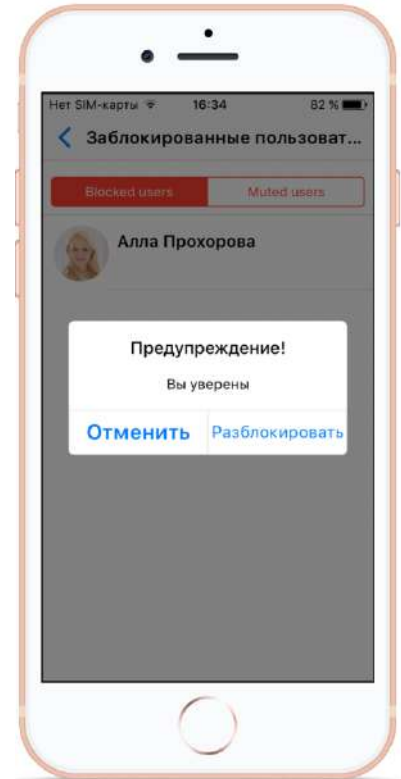 Нет SIM-карты 16:34 82 %
Заблокированные пользоват...
Blocked users Muted users
Алла Прохорова
Предупреждение!
Вы уверены
Отменить Разблокировать